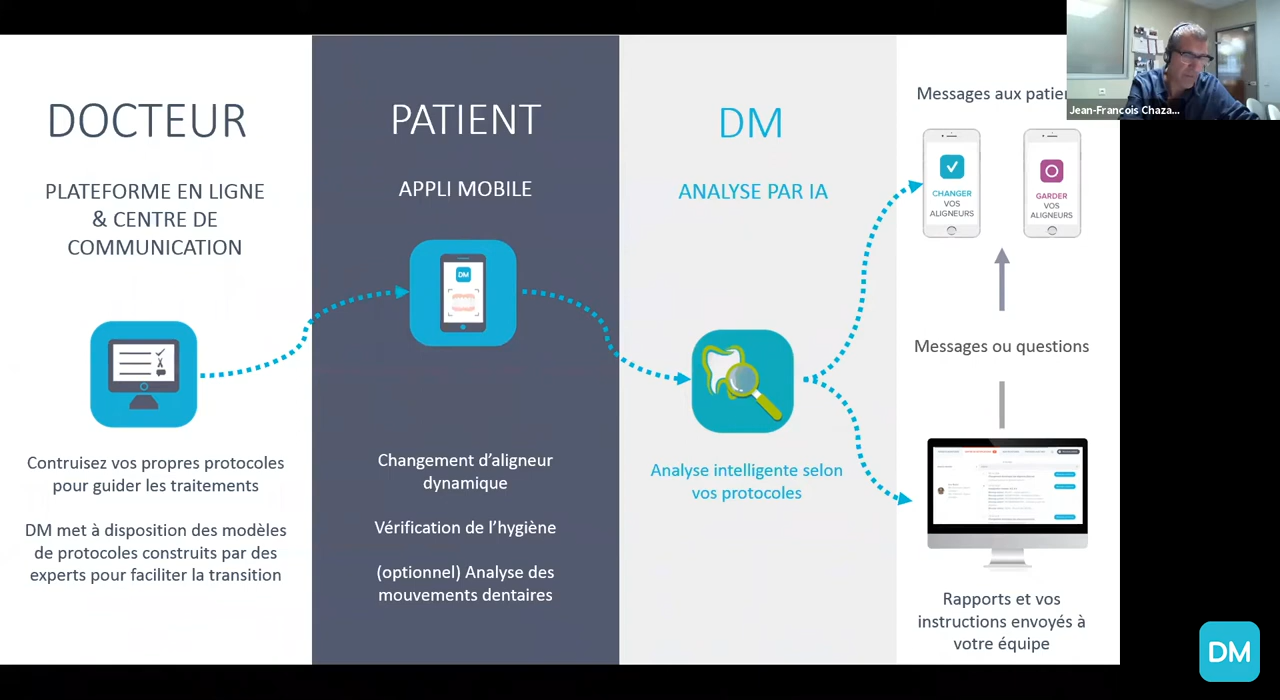 DOCTEUR
PLATEFORME EN LIGNE
& CENTRE DE
COMMUNICATION
Contruisez vos propres protocoles
pour guider les traitements
DM met à disposition des modèles
de protocoles construits par des
experts pour faciliter la transition
PATIENT
APPLI MOBILE
DM
Changement d’aligneur
dynamique
Vérification de l’hygiène
(optionnel) Analyse des
mouvements dentaires
DM
ANALYSE PAR IA
Analyse intelligente selon
vos protocoles
Messages aux patien
CHANGER
VOS
ALIGNEURS
GARDER
VOS
ALIGNEURS
Messages ou questions
Rapports et vos
instructions envoyés à
votre équipe
Jean-Francois Chaza...
DM